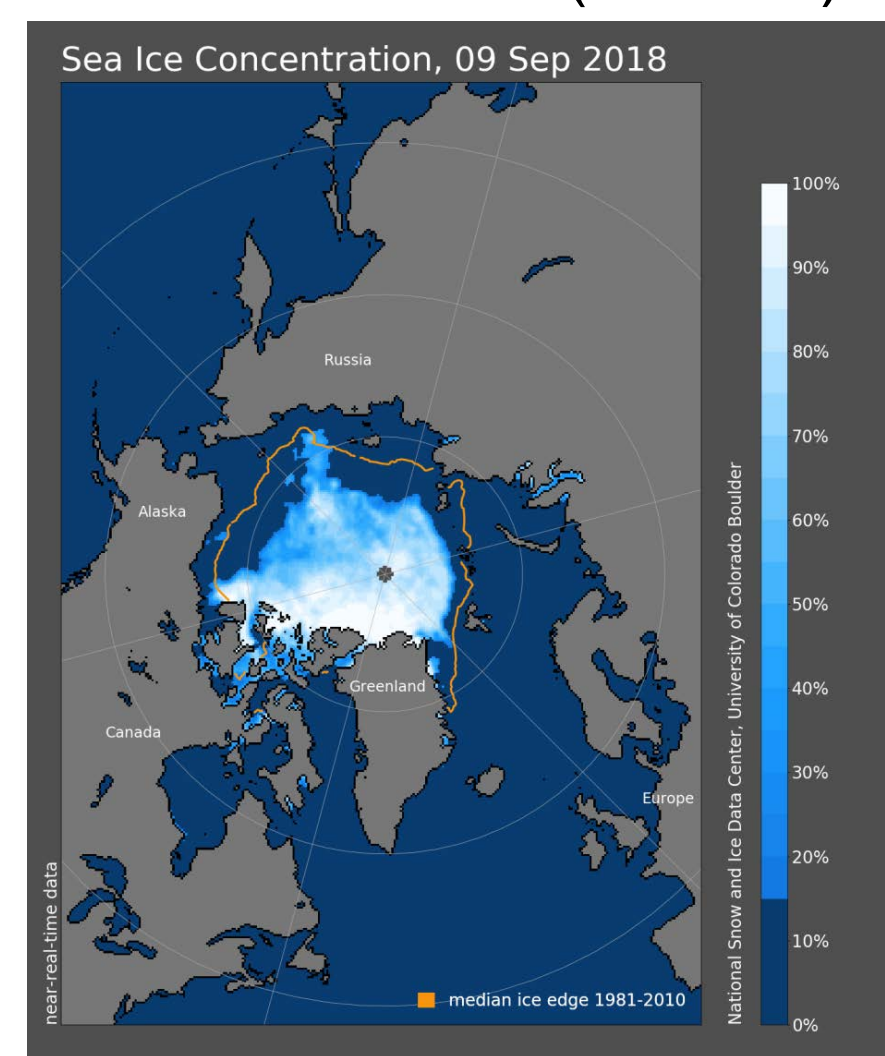 Sea Ice Concentration, 09 Sep 2018
100%
90%
80%
70%
60%
50%
40%
30%
20%
10%
0%
Russia
Alaska
Greenland
Canada
Europe
median ice edge 1981-2010
near-real-time data
National Snow and Ice Data Center, University of Colorado Boulder